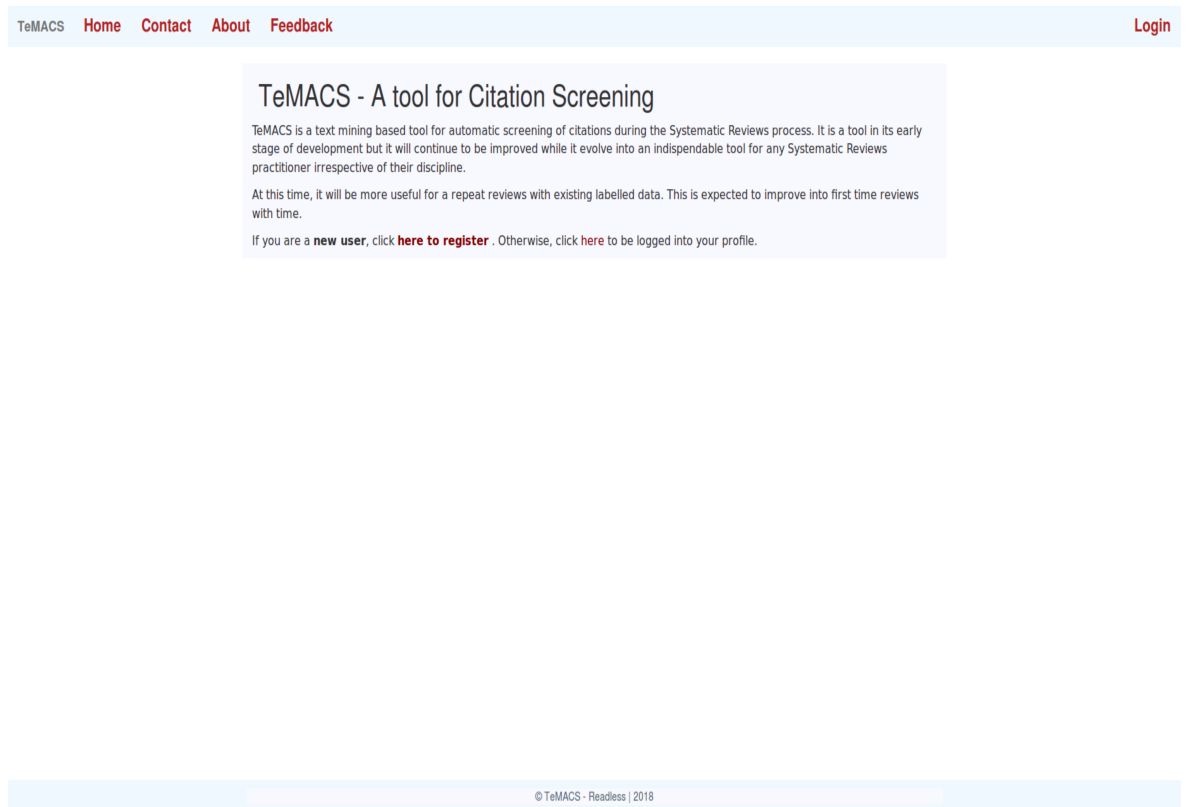 TeMACS Home Contact About Feedback Login
TeMACS - A tool for Citation Screening
TeMACS is a text mining based tool for automatic screening of citations during the Systematic Reviews process. It is a tool in its early
stage of development but it will continue to be improved while it evolve into an indispendable tool for any Systematic Reviews
practitioner irrespective of their discipline.
At this time, it will be more useful for a repeat reviews with existing labelled data. This is expected to improve into first time reviews
with time.
If you are a new user, click here to register . Otherwise, click here to be logged into your profile.
© TeMACS - Readless | 2018